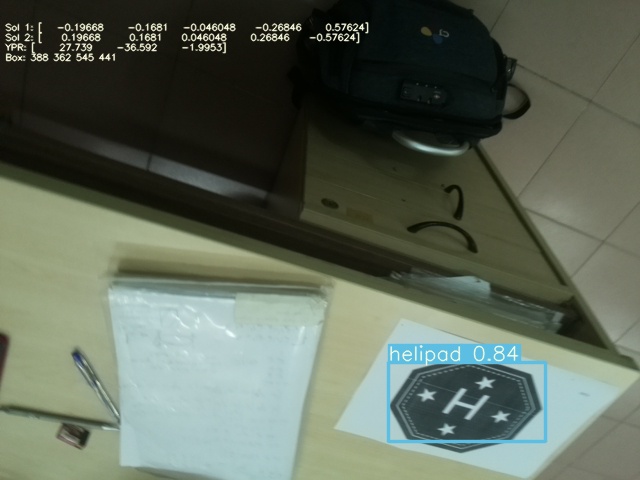 Sol 1: [ -0.19668 -0.1681 -0.046048 -0.26846 0.57624]
Sol 2: [ 0.19668 0.1681 0.046048 0.26846 -0.57624]
YPR: [ 27.739 -36.592 -1.9953]
Box: 388 362 545 441
helipad 0.84
H